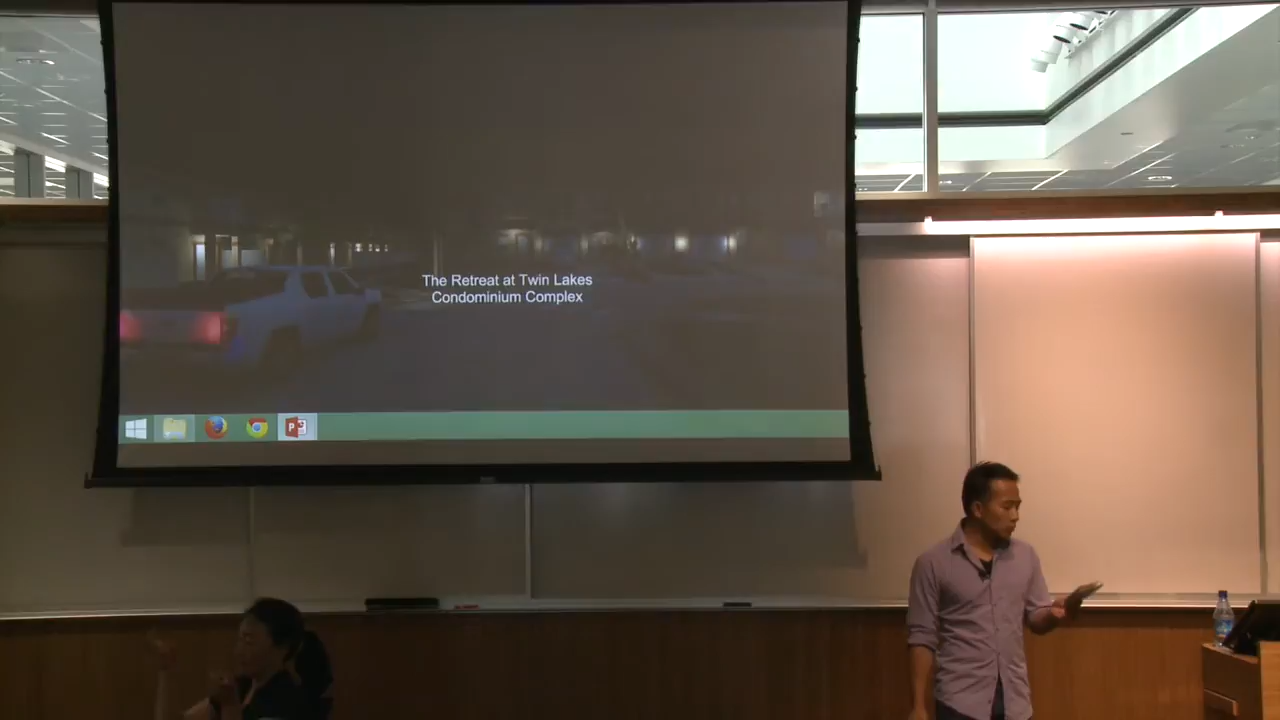 The Retreat at Twin Lakes
Condominium Complex